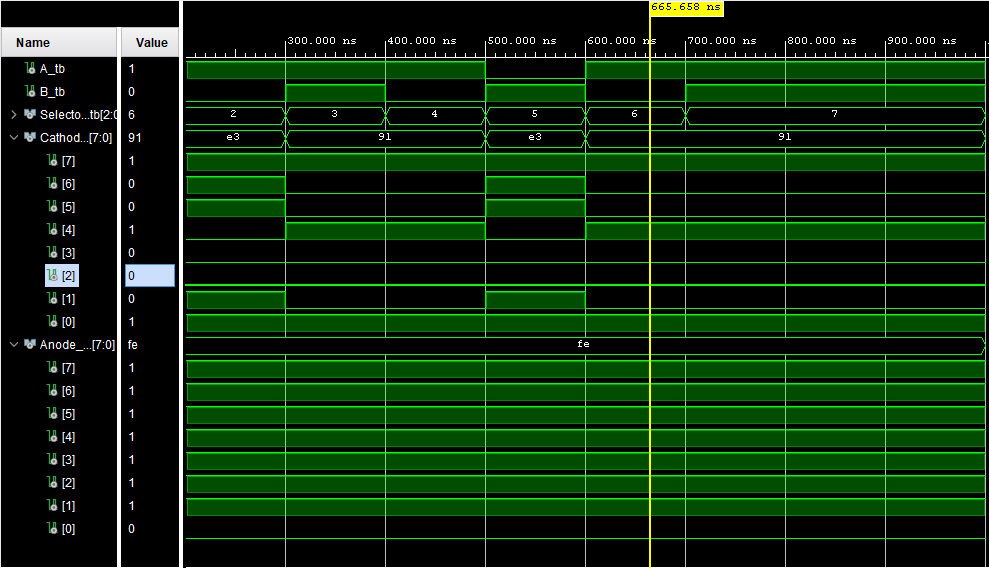 665.658 ns
Name Value 300.000 ns 400.000 ns 500.000 ns 600.000 ns 700.000 ns 800.000 ns 900.000 ns
A_tb 1
B_tb 0
Selecto...tb[2:0 6 2 3 4 5 6 7
Cathod...[7:0] 91 e3 91 e3 91
[7] 1
[6] 0
[5] 0
[4] 1
[3] 0
[2] 0
[1] 0
[0] 1
Anode_...[7:0] fe fe
[7] 1
[6] 1
[5] 1
[4] 1
[3] 1
[2] 1
[1] 1
[0] 0